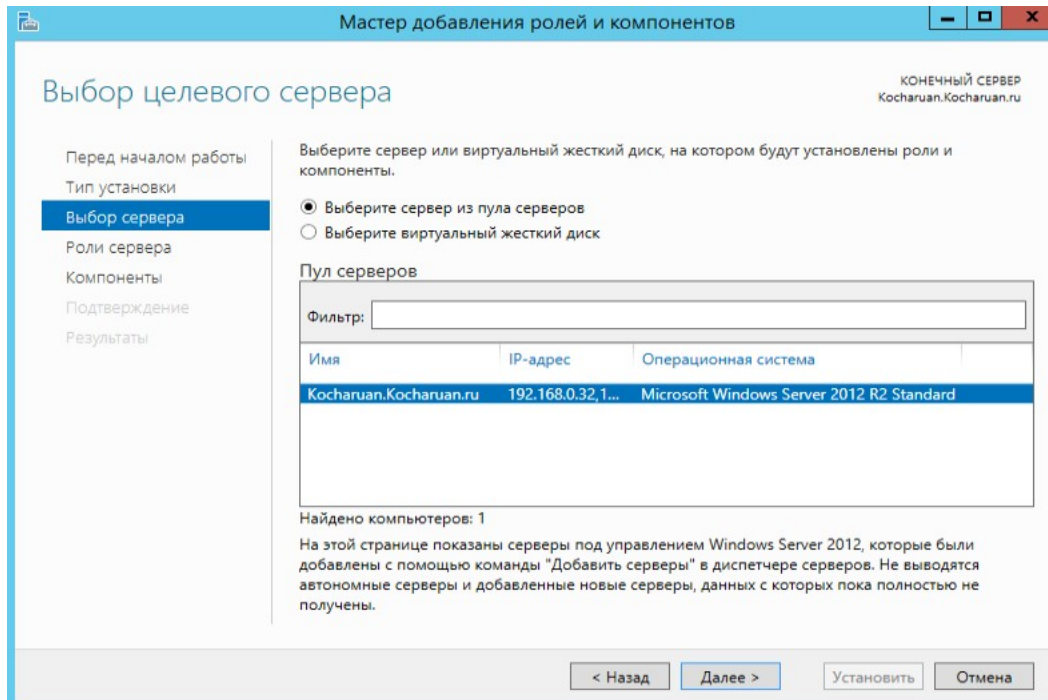 Мастер добавления ролей и компонентов
Выбор целевого сервера
КОНЕЧНЫЙ СЕРВЕР
Kocharuan.Kocharuan.ru
Перед началом работы
Тип установки
Выбор сервера
Роли сервера
Компоненты
Подтверждение
Результаты
Выберите сервер или виртуальный жесткий диск, на котором будут установлены роли и
компоненты.
Выберите сервер из пула серверов
Выберите виртуальный жесткий диск
Пул серверов
Фильтр:
Имя IP-адрес Операционная система
Kocharuan.Kocharuan.ru 192.168.0.32,1... Microsoft Windows Server 2012 R2 Standard
Найдено компьютеров: 1
На этой странице показаны серверы под управлением Windows Server 2012, которые были
добавлены с помощью команды "Добавить серверы" в диспетчере серверов. Не выводятся
автономные серверы и добавленные новые серверы, данных с которых пока полностью не
получены.
< Назад Далее > Установить Отмена